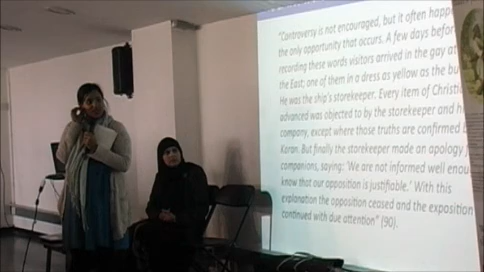 "Controversy is not encouraged, but it often happ
the only opportunity that occurs. A few days befor
recording these words visitors arrived in the gay at
the East; one of them in a dress as yellow as the bu
He was the ship's storekeeper. Every item of Christi
advanced was objected to by the storekeeper and h
company, except where those truths are confirmed b
Koran. But finally the storekeeper made an apology f
companions, saying: 'We are not informed well enou
know that our opposition is justifiable.' With this
explanation the opposition ceased and the exposition
continued with due attention" (90).